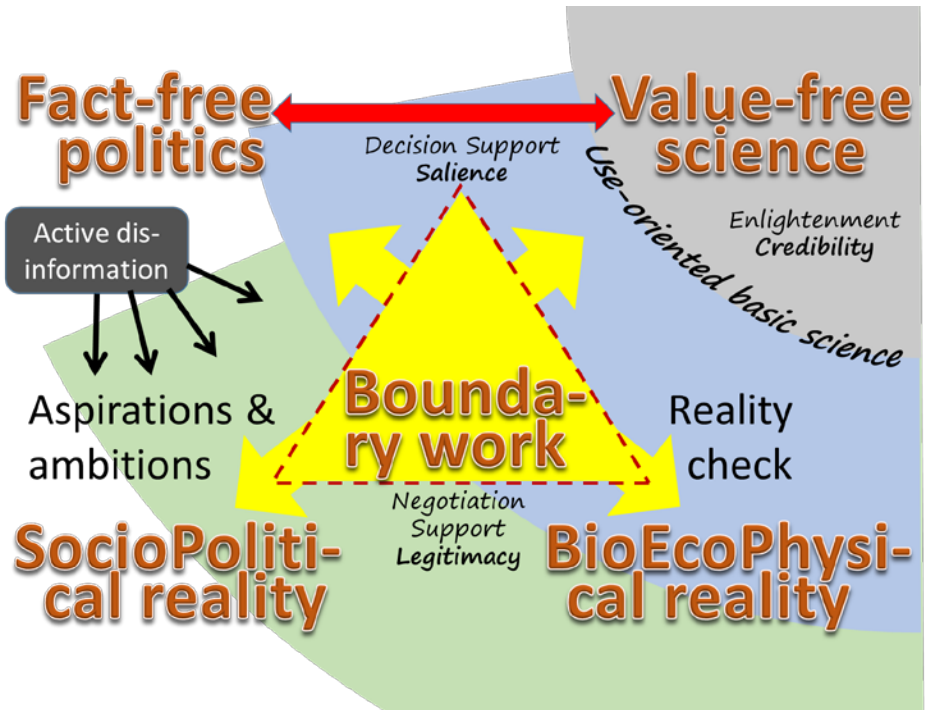 Fact-free
politics
Value-free
science
Decision Support
Salience
Use-oriented basic science
Enlightenment
Credibility
Active dis-
information
Aspirations &
ambitions
Bounda-
ry work
Reality
check
Negotiation
Support
Legitimacy
SocioPoliti-
cal reality
BioEcoPhysi-
cal reality